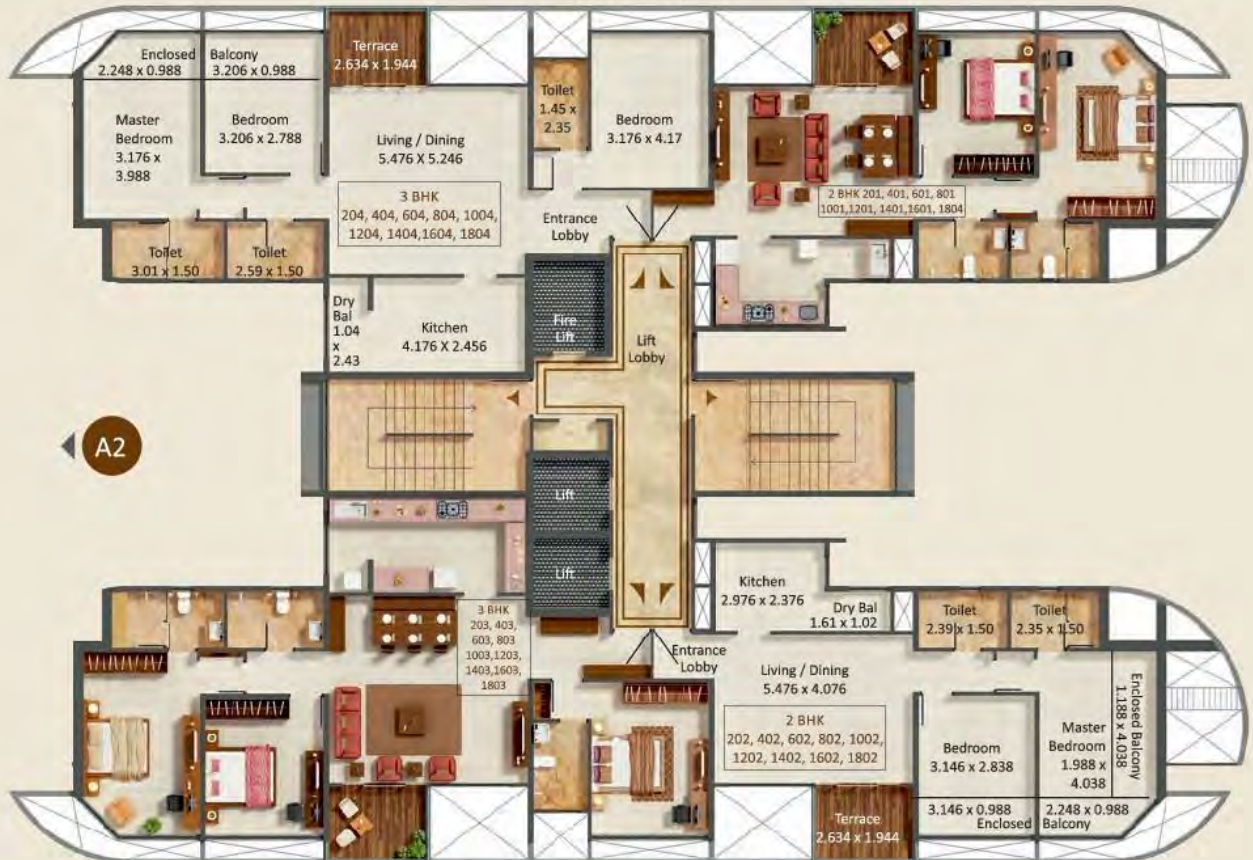 Enclosed Balcony
2.248 x 0.988 3.206 x 0.988
Terrace
2.634 x 1.944
Master
Bedroom
3.176 x
3.988
Bedroom
3.206 x 2.788
Living / Dining
5.476 X 5.246
Toilet
1.45 x
2.35
Bedroom
3.176 x 4.17
3 BHK
204, 404, 604, 804, 1004,
1204, 1404,1604, 1804
2 BHK 201, 401, 601, 801
1001,1201, 1401,1601, 1804
Entrance
Lobby
Toilet
3.01 x 1.50
Toilet
2.59 x 1.50
Dry
Bal
1.04
x
2.43
Kitchen
4.176 X 2.456
Fire
Lift
Lift
Lobby
A2
Lift
Lift
Kitchen
2.976 x 2.376
Dry Bal
1.61 x 1.02
Toilet
2.39 x 1.50
Toilet
2.35 x 1.50
3 BHK
203, 403,
603, 803
1003,1203,
1403,1603,
1803
Entrance
Lobby
Living / Dining
5.476 x 4.076
2 BHK
202, 402, 602, 802, 1002,
1202, 1402, 1602, 1802
Bedroom
3.146 x 2.838
Master
Bedroom
1.988 x
4.038
Enclosed Balcony
1.188 x 4.038
Terrace
2.634 x 1.944
3.146 x 0.988 2.248 x 0.988
Enclosed Balcony